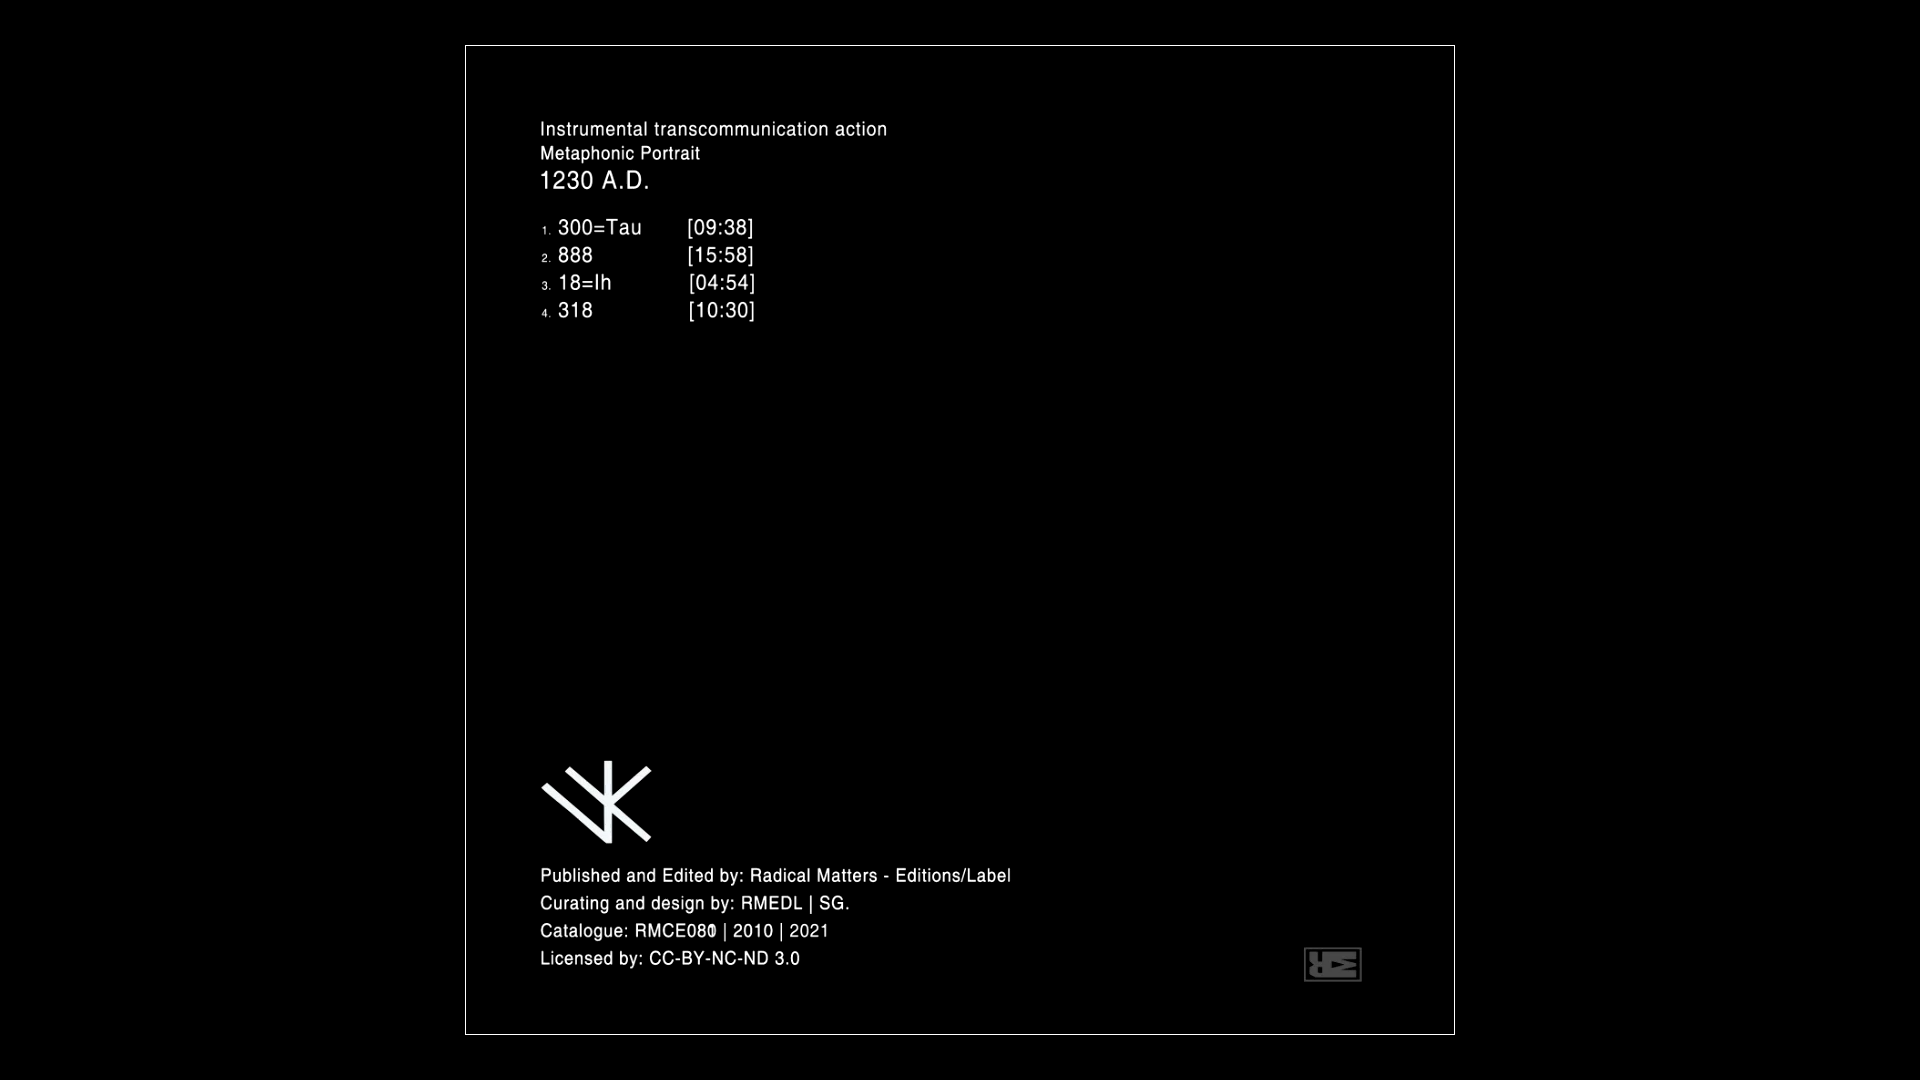 Instrumental transcommunication action
Metaphonic Portrait
1230 A.D.
1. 300=Tau [09:38]
2. 888 [15:58]
3. 18=Ih [04:54]
4. 318 [10:30]
Published and Edited by: Radical Matters - Editions/Label
Curating and design by: RMEDL | SG.
Catalogue: | 2010 | 2021
Licensed by: CC-BY-NC-ND 3.0